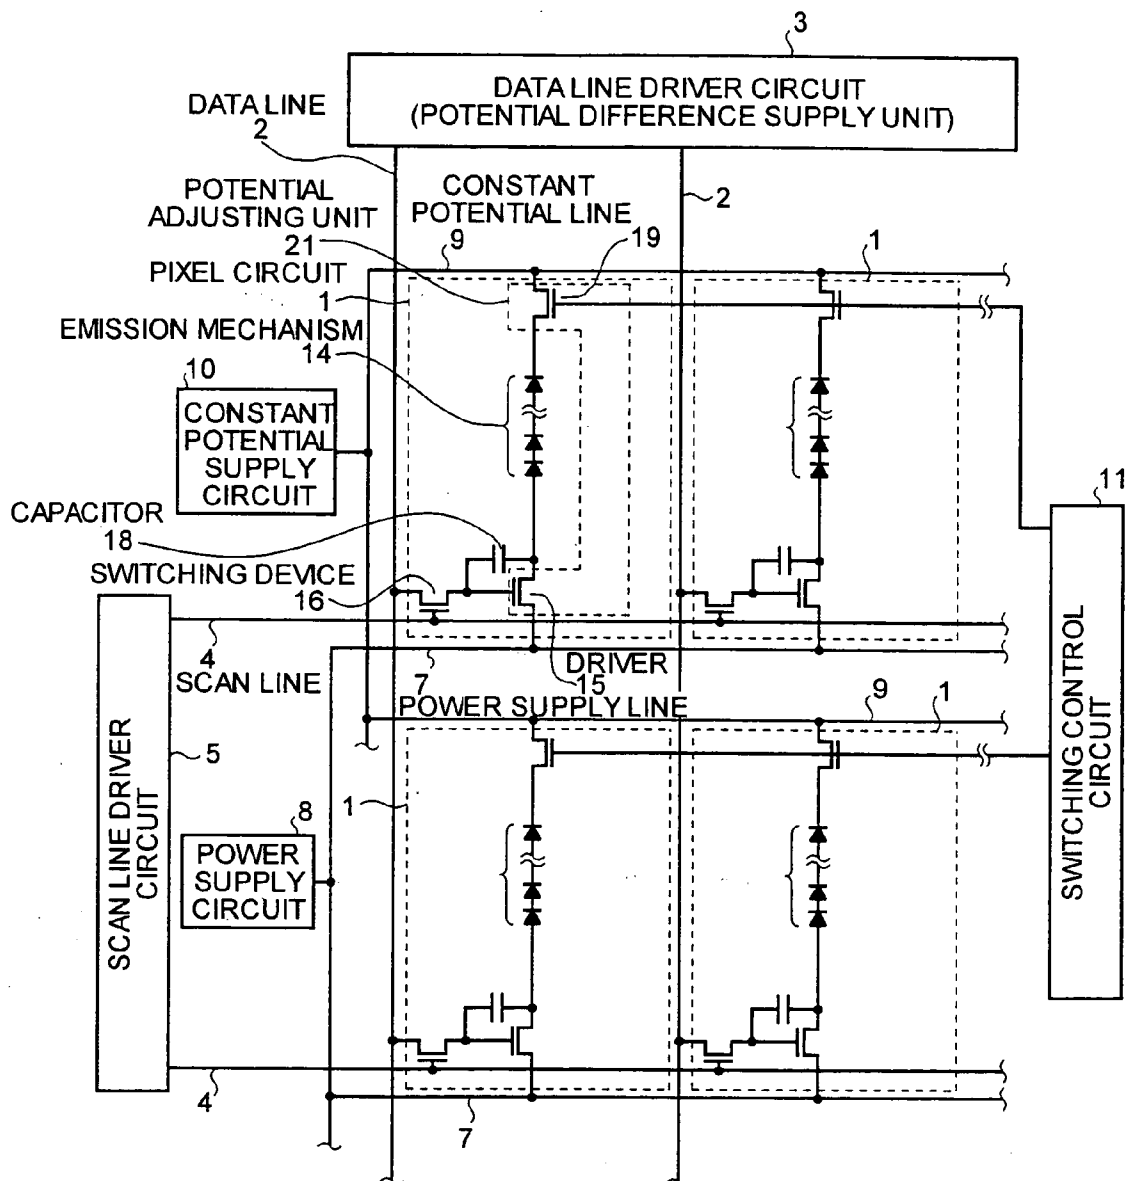 3
DATA LINE DRIVER CIRCUIT
(POTENTIAL DIFFERENCE SUPPLY UNIT)
DATA LINE
2
POTENTIAL
ADJUSTING UNIT
21
CONSTANT
POTENTIAL LINE
9
2
19
1
PIXEL CIRCUIT
1
EMISSION MECHANISM
14
10
CONSTANT
POTENTIAL
SUPPLY
CIRCUIT
CAPACITOR
18
SWITCHING DEVICE
16
11
SWITCHING CONTROL
CIRCUIT
4
SCAN LINE
7
DRIVER
15
POWER SUPPLY LINE
9
1
5
SCAN LINE DRIVER
CIRCUIT
1
8
POWER
SUPPLY
CIRCUIT
4
7